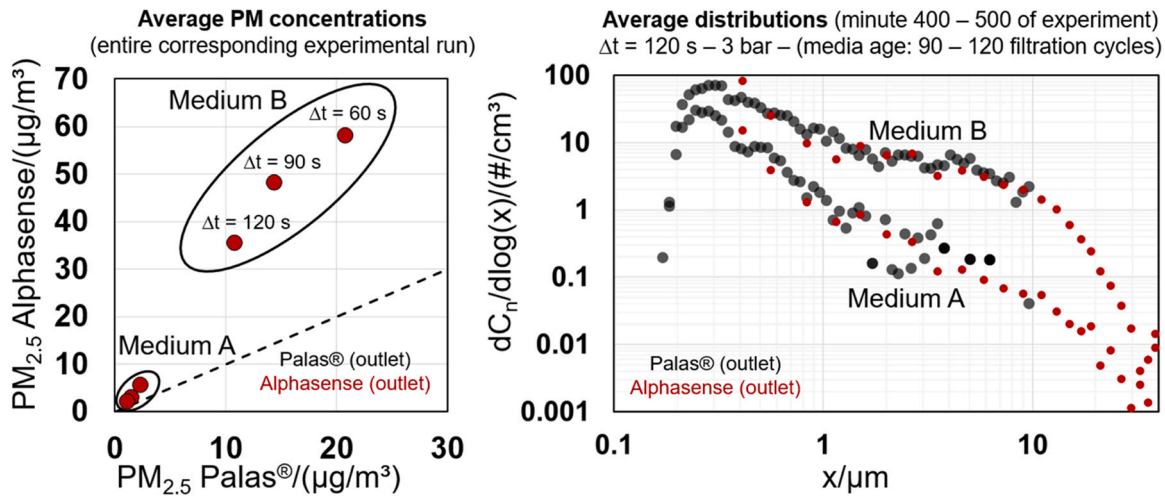 Average PM concentrations
(entire corresponding experimental run)
PM2.5 Alphasense/(µg/m³)
70
60
50
40
30
20
10
0
Medium B
Δt = 60 s
Δt = 90 s
Δt = 120 s
Medium A
Palas® (outlet)
Alphasense (outlet)
0
10
20
30
PM2.5 Palas®/(µg/m³)
Average distributions (minute 400 – 500 of experiment)
Δt = 120 s – 3 bar – (media age: 90 – 120 filtration cycles)
dCn/dlog(x)/(#/cm³)
100
10
1
0.1
0.01
0.001
Medium B
Medium A
Palas® (outlet)
Alphasense (outlet)
0.1
1
10
x/µm